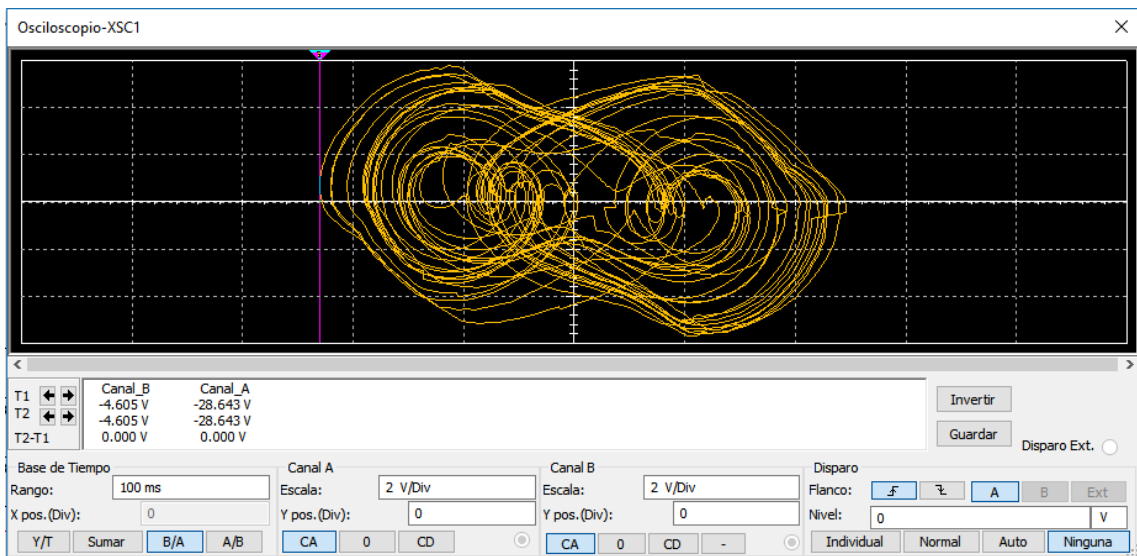 Osciloscopio-XSC1
Canal_B Canal_A
T1 -4.605 V -28.643 V
T2 -4.605 V -28.643 V
T2-T1 0.000 V 0.000 V
Invertir
Guardar
Disparo Ext.
Base de Tiempo Canal A Canal B Disparo
Rango: 100 ms Escala: 2 V/Div Escala: 2 V/Div Flanco: A B Ext
X pos.(Div): 0 Y pos.(Div): 0 Y pos.(Div): 0 Nivel: 0 V
Y/T Sumar B/A A/B CA 0 CD CA 0 CD - Individual Normal Auto Ninguna